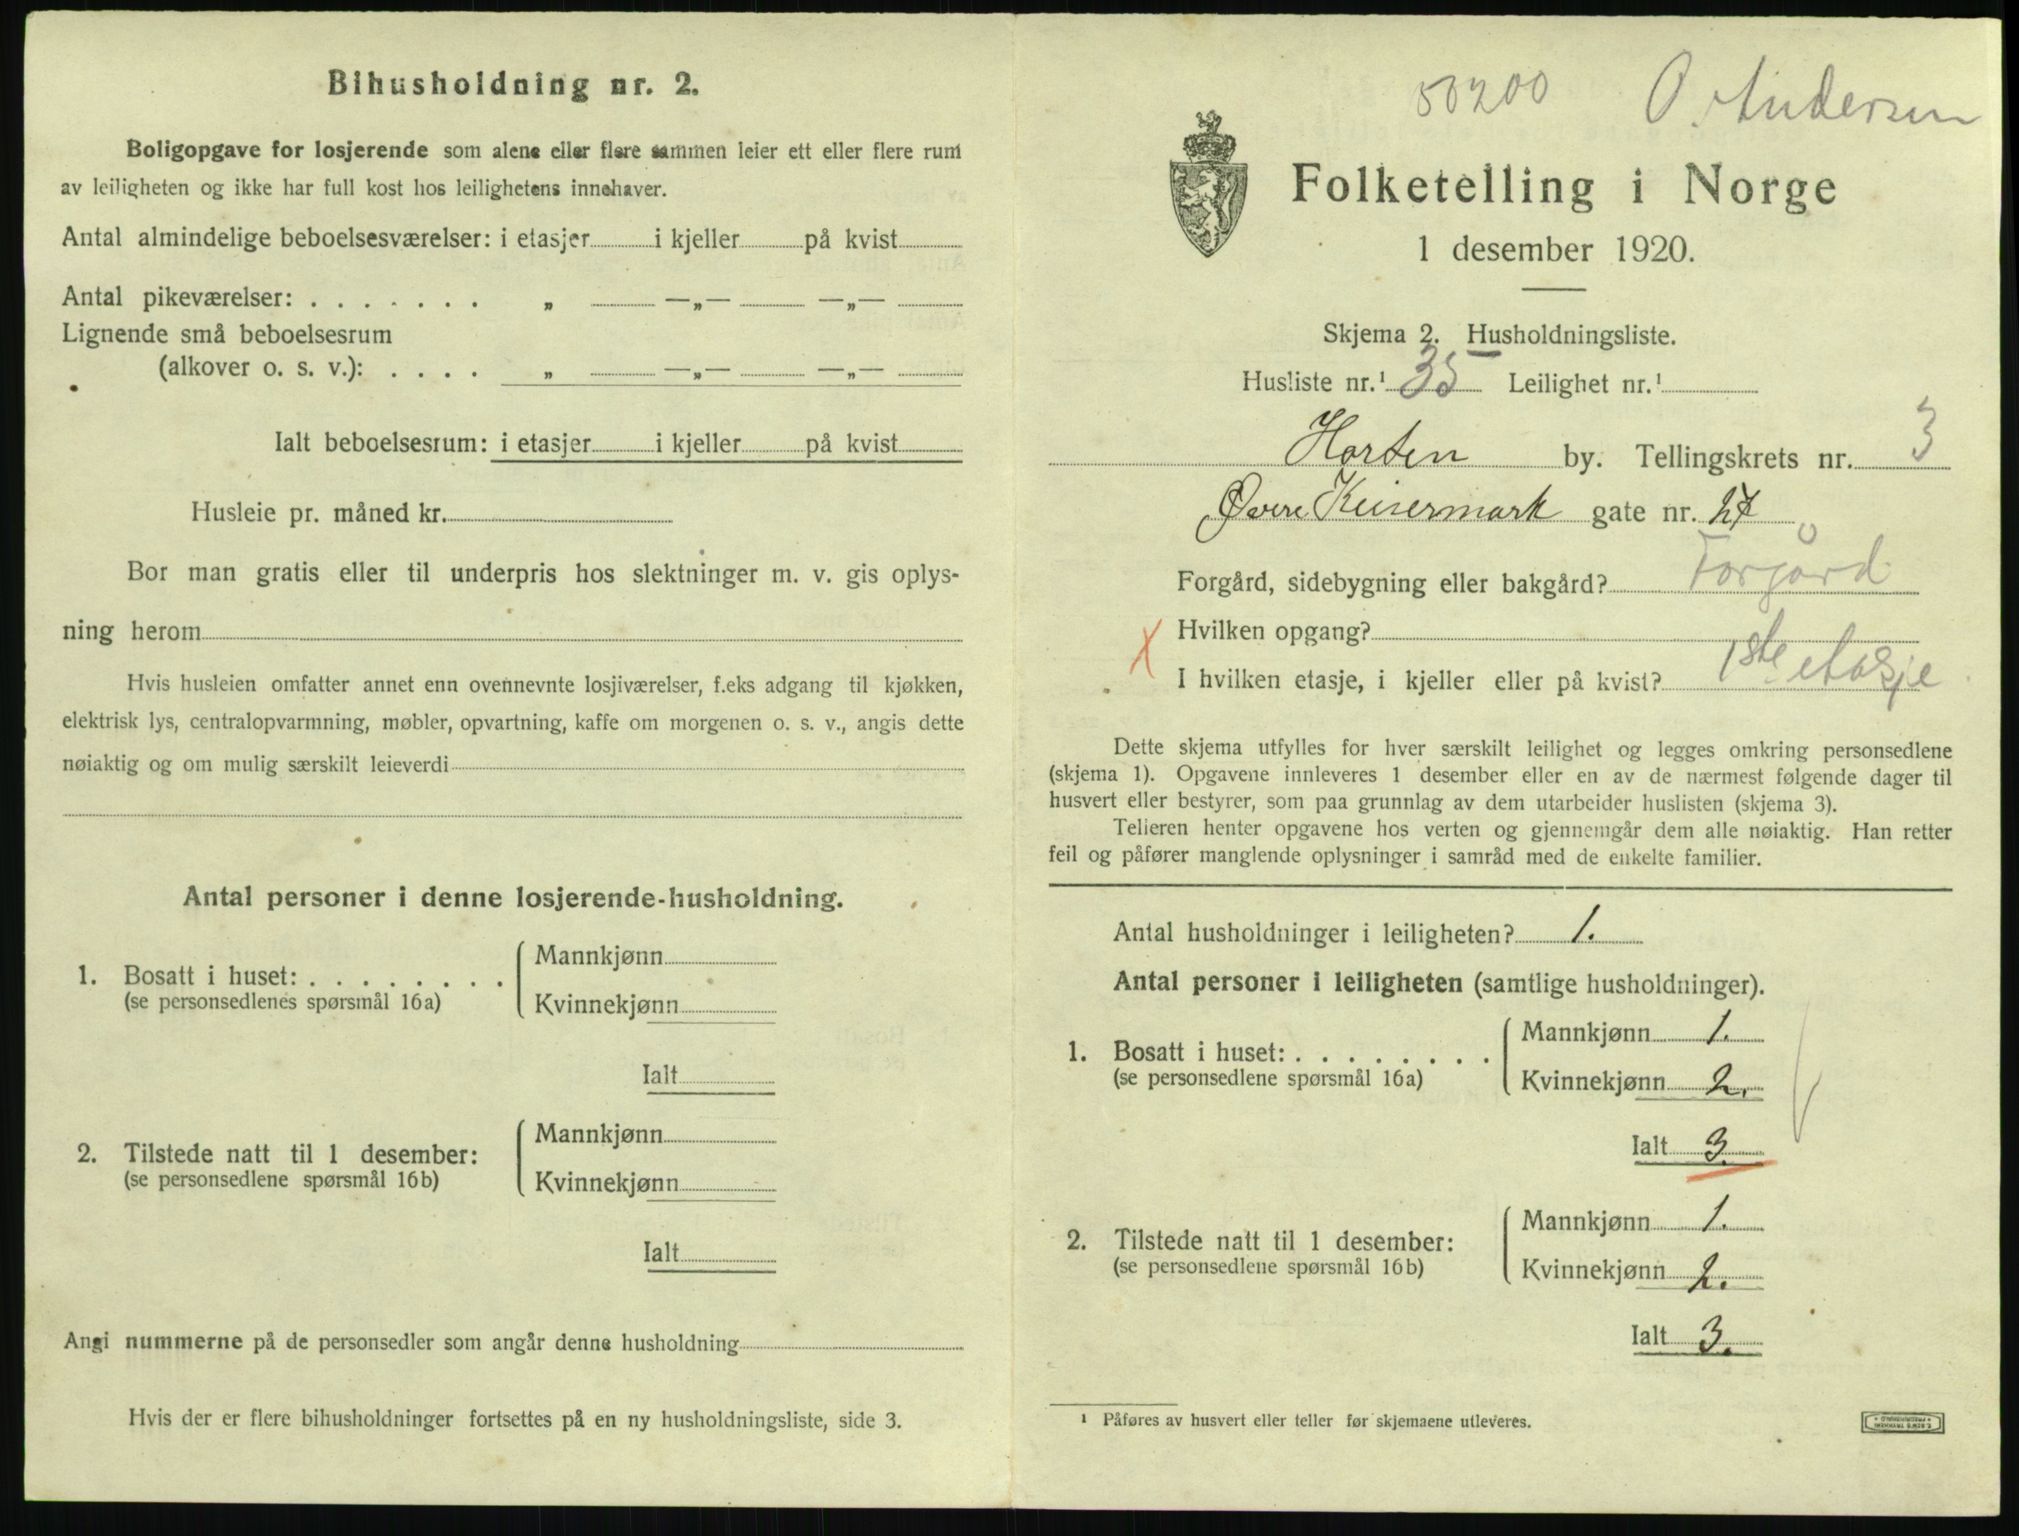 Bihusholdning nr. 2.
Boligopgave for losjerende som alene eller flere sammen leier ett eller flere rum
av leiligheten og ikke har full kost hos leilighetens innehaver.
Antal almindelige beboelsesværelser: i etasjer i kjeller på kvist
Antal pikeværelser: . . . . . . . „ —„— —„—
Lignende små beboelsesrum
(alkover o. s. v.): . . . . „ —„— —„—
Ialt beboelsesrum: i etasjer i kjeller på kvist
Husleie pr. måned kr.
Bor man gratis eller til underpris hos slektninger m. v. gis oplys-
ning herom
Hvis husleien omfatter annet enn ovennevnte losjiværelser, f.eks adgang til kjøkken,
elektrisk lys, centralopvarmning, møbler, opvartning, kaffe om morgenen o. s. v., angis dette
nøiaktig og om mulig særskilt leieverdi
Antal personer i denne losjerende-husholdning.
1. Bosatt i huset: . . . . . . . .
(se personsedlenes spørsmål 16a)
Mannkjønn
Kvinnekjønn
Ialt
2. Tilstede natt til 1 desember:
(se personsedlene spørsmål 16b)
Mannkjønn
Kvinnekjønn
Ialt
Angi nummerne på de personsedler som angår denne husholdning
Hvis der er flere bihusholdninger fortsettes på en ny husholdningsliste, side 3.
50200 O. Andersen
Folketelling i Norge
1 desember 1920.
Skjema 2. Husholdningsliste.
Husliste nr.¹ 35 Leilighet nr.¹
Horten by. Tellingskrets nr. 3
Øvre Keisermark gate nr. 27
Forgård, sidebygning eller bakgård? Forgård
X Hvilken opgang?
I hvilken etasje, i kjeller eller på kvist? 1ste etasje
Dette skjema utfylles for hver særskilt leilighet og legges omkring personsedlene
(skjema 1). Opgavene innleveres 1 desember eller en av de nærmest følgende dager til
husvert eller bestyrer, som paa grunnlag av dem utarbeider huslisten (skjema 3).
Telleren henter opgavene hos verten og gjennemgår dem alle nøiaktig. Han retter
feil og påfører manglende oplysninger i samråd med de enkelte familier.
Antal husholdninger i leiligheten? 1.
Antal personer i leiligheten (samtlige husholdninger).
1. Bosatt i huset: . . . . . . . .
(se personsedlene spørsmål 16a)
Mannkjønn 1.
Kvinnekjønn 2.
Ialt 3.
2. Tilstede natt til 1 desember:
(se personsedlene spørsmål 16b)
Mannkjønn 1.
Kvinnekjønn 2.
Ialt 3.
¹ Påføres av husvert eller teller før skjemaene utleveres.